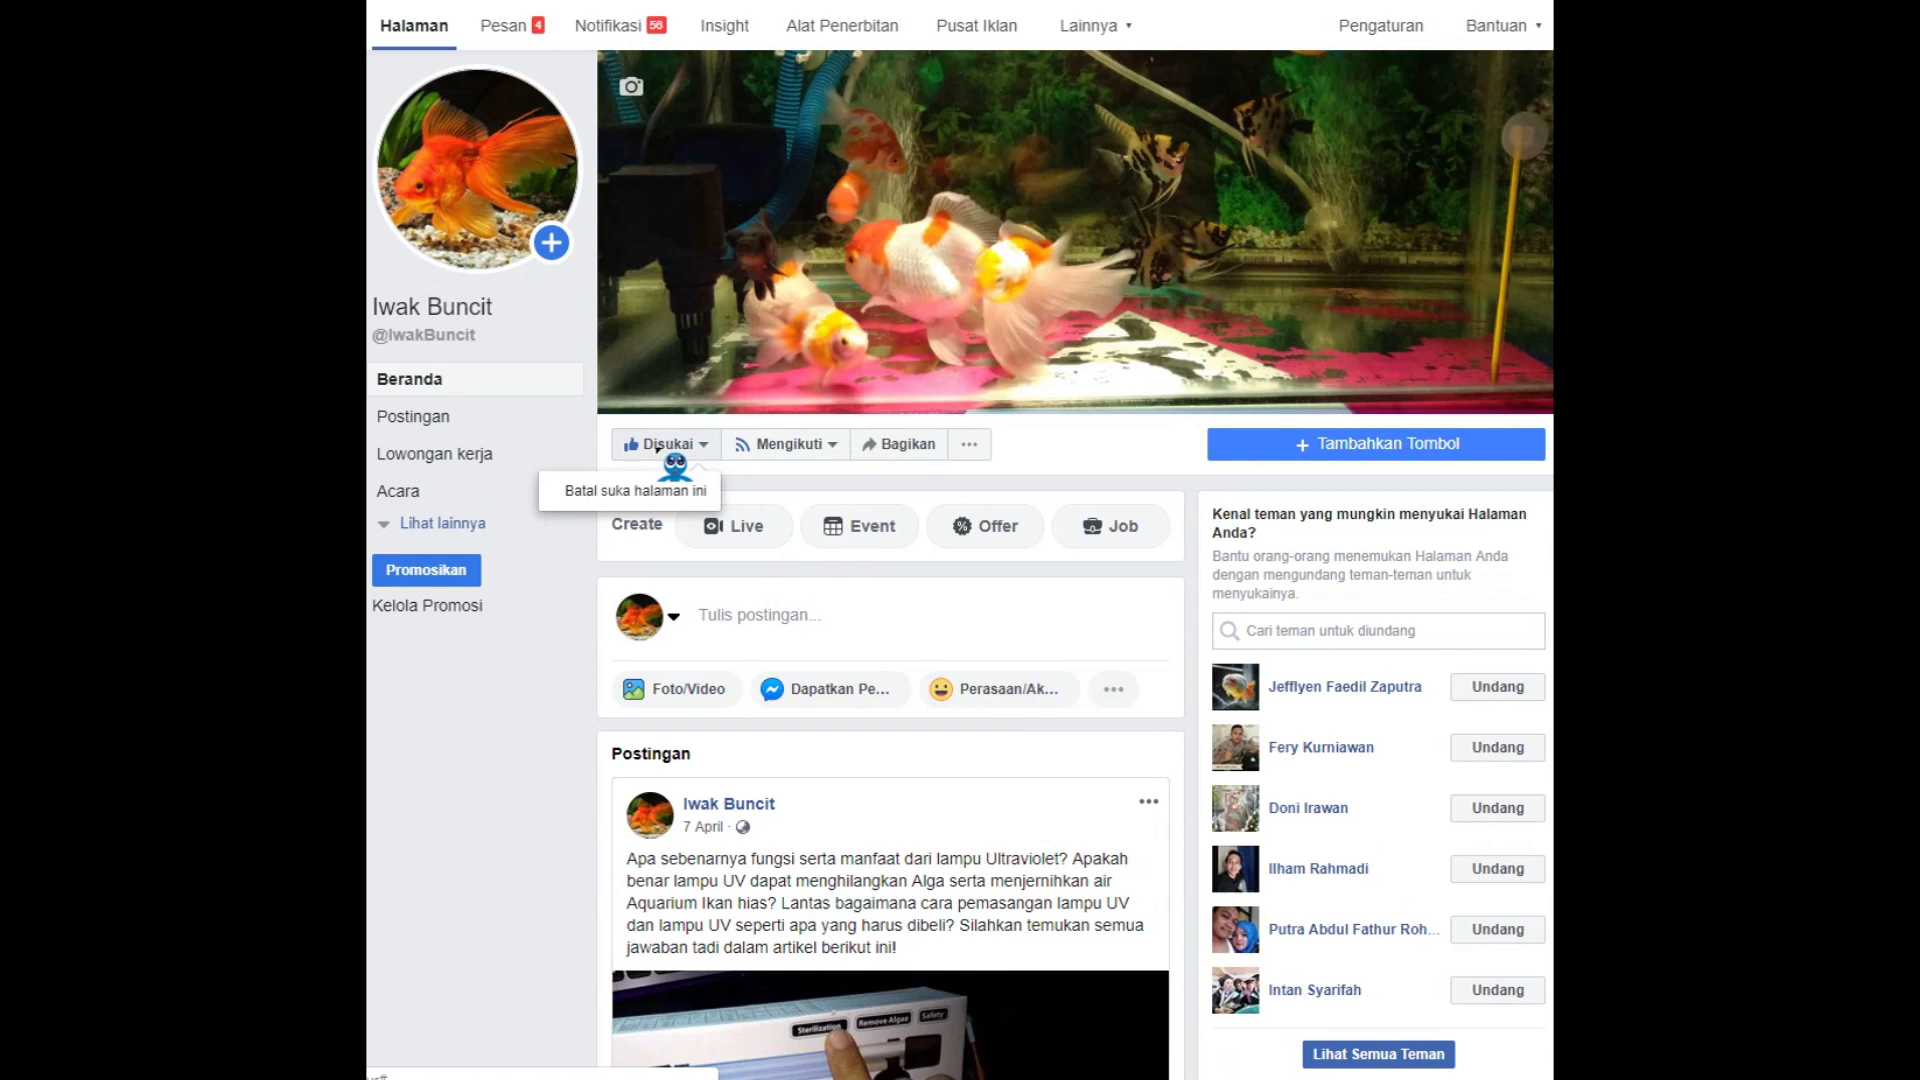 Halaman
Pesan 4
Notifikasi 56
Insight
Alat Penerbitan
Pusat Iklan
Lainnya
Pengaturan
Bantuan
Iwak Buncit
@IwakBuncit
Beranda
Postingan
Lowongan kerja
Acara
Lihat lainnya
Promosikan
Kelola Promosi
Disukai
Mengikuti
Bagikan
+ Tambahkan Tombol
Batal suka halaman ini
Create
Live
Event
Offer
Job
Tulis postingan...
Foto/Video
Dapatkan Pe...
Perasaan/Ak...
Postingan
Iwak Buncit
7 April ·
Apa sebenarnya fungsi serta manfaat dari lampu Ultraviolet? Apakah
benar lampu UV dapat menghilangkan Alga serta menjernihkan air
Aquarium Ikan hias? Lantas bagaimana cara pemasangan lampu UV
dan lampu UV seperti apa yang harus dibeli? Silahkan temukan semua
jawaban tadi dalam artikel berikut ini!
Sterilization
Remove Algae
Safety
Kenal teman yang mungkin menyukai Halaman
Anda?
Bantu orang-orang menemukan Halaman Anda
dengan mengundang teman-teman untuk
menyukainya.
Cari teman untuk diundang
Jefflyen Faedil Zaputra
Undang
Fery Kurniawan
Undang
Doni Irawan
Undang
Ilham Rahmadi
Undang
Putra Abdul Fathur Roh...
Undang
Intan Syarifah
Undang
Lihat Semua Teman